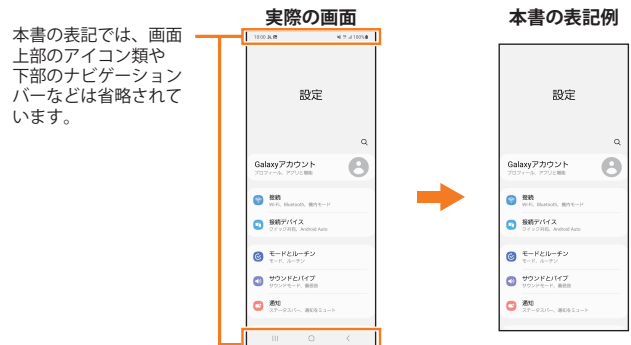 実際の画面
本書の表記例
本書の表記では、画面
上部のアイコン類や
下部のナビゲーション
バーなどは省略されて
います。
10:00
100%
設定
Galaxyアカウント
プロフィール、アプリと機能
接続
Wi-Fi、Bluetooth、機内モード
接続デバイス
クイック共有、Android Auto
モードとルーチン
モード、ルーチン
サウンドとバイブ
サウンドモード、着信音
通知
ステータスバー、通知をミュート
設定
Galaxyアカウント
プロフィール、アプリと機能
接続
Wi-Fi、Bluetooth、機内モード
接続デバイス
クイック共有、Android Auto
モードとルーチン
モード、ルーチン
サウンドとバイブ
サウンドモード、着信音
通知
ステータスバー、通知をミュート